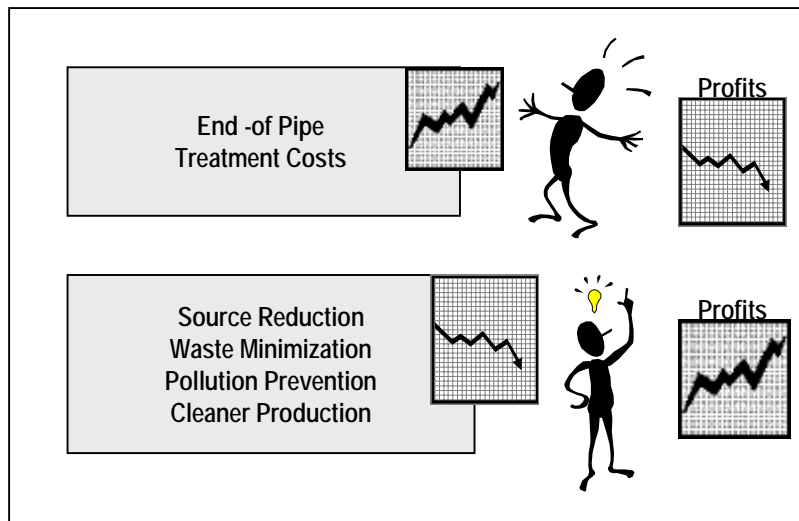 End -of Pipe
Treatment Costs
Profits
Source Reduction
Waste Minimization
Pollution Prevention
Cleaner Production
Profits